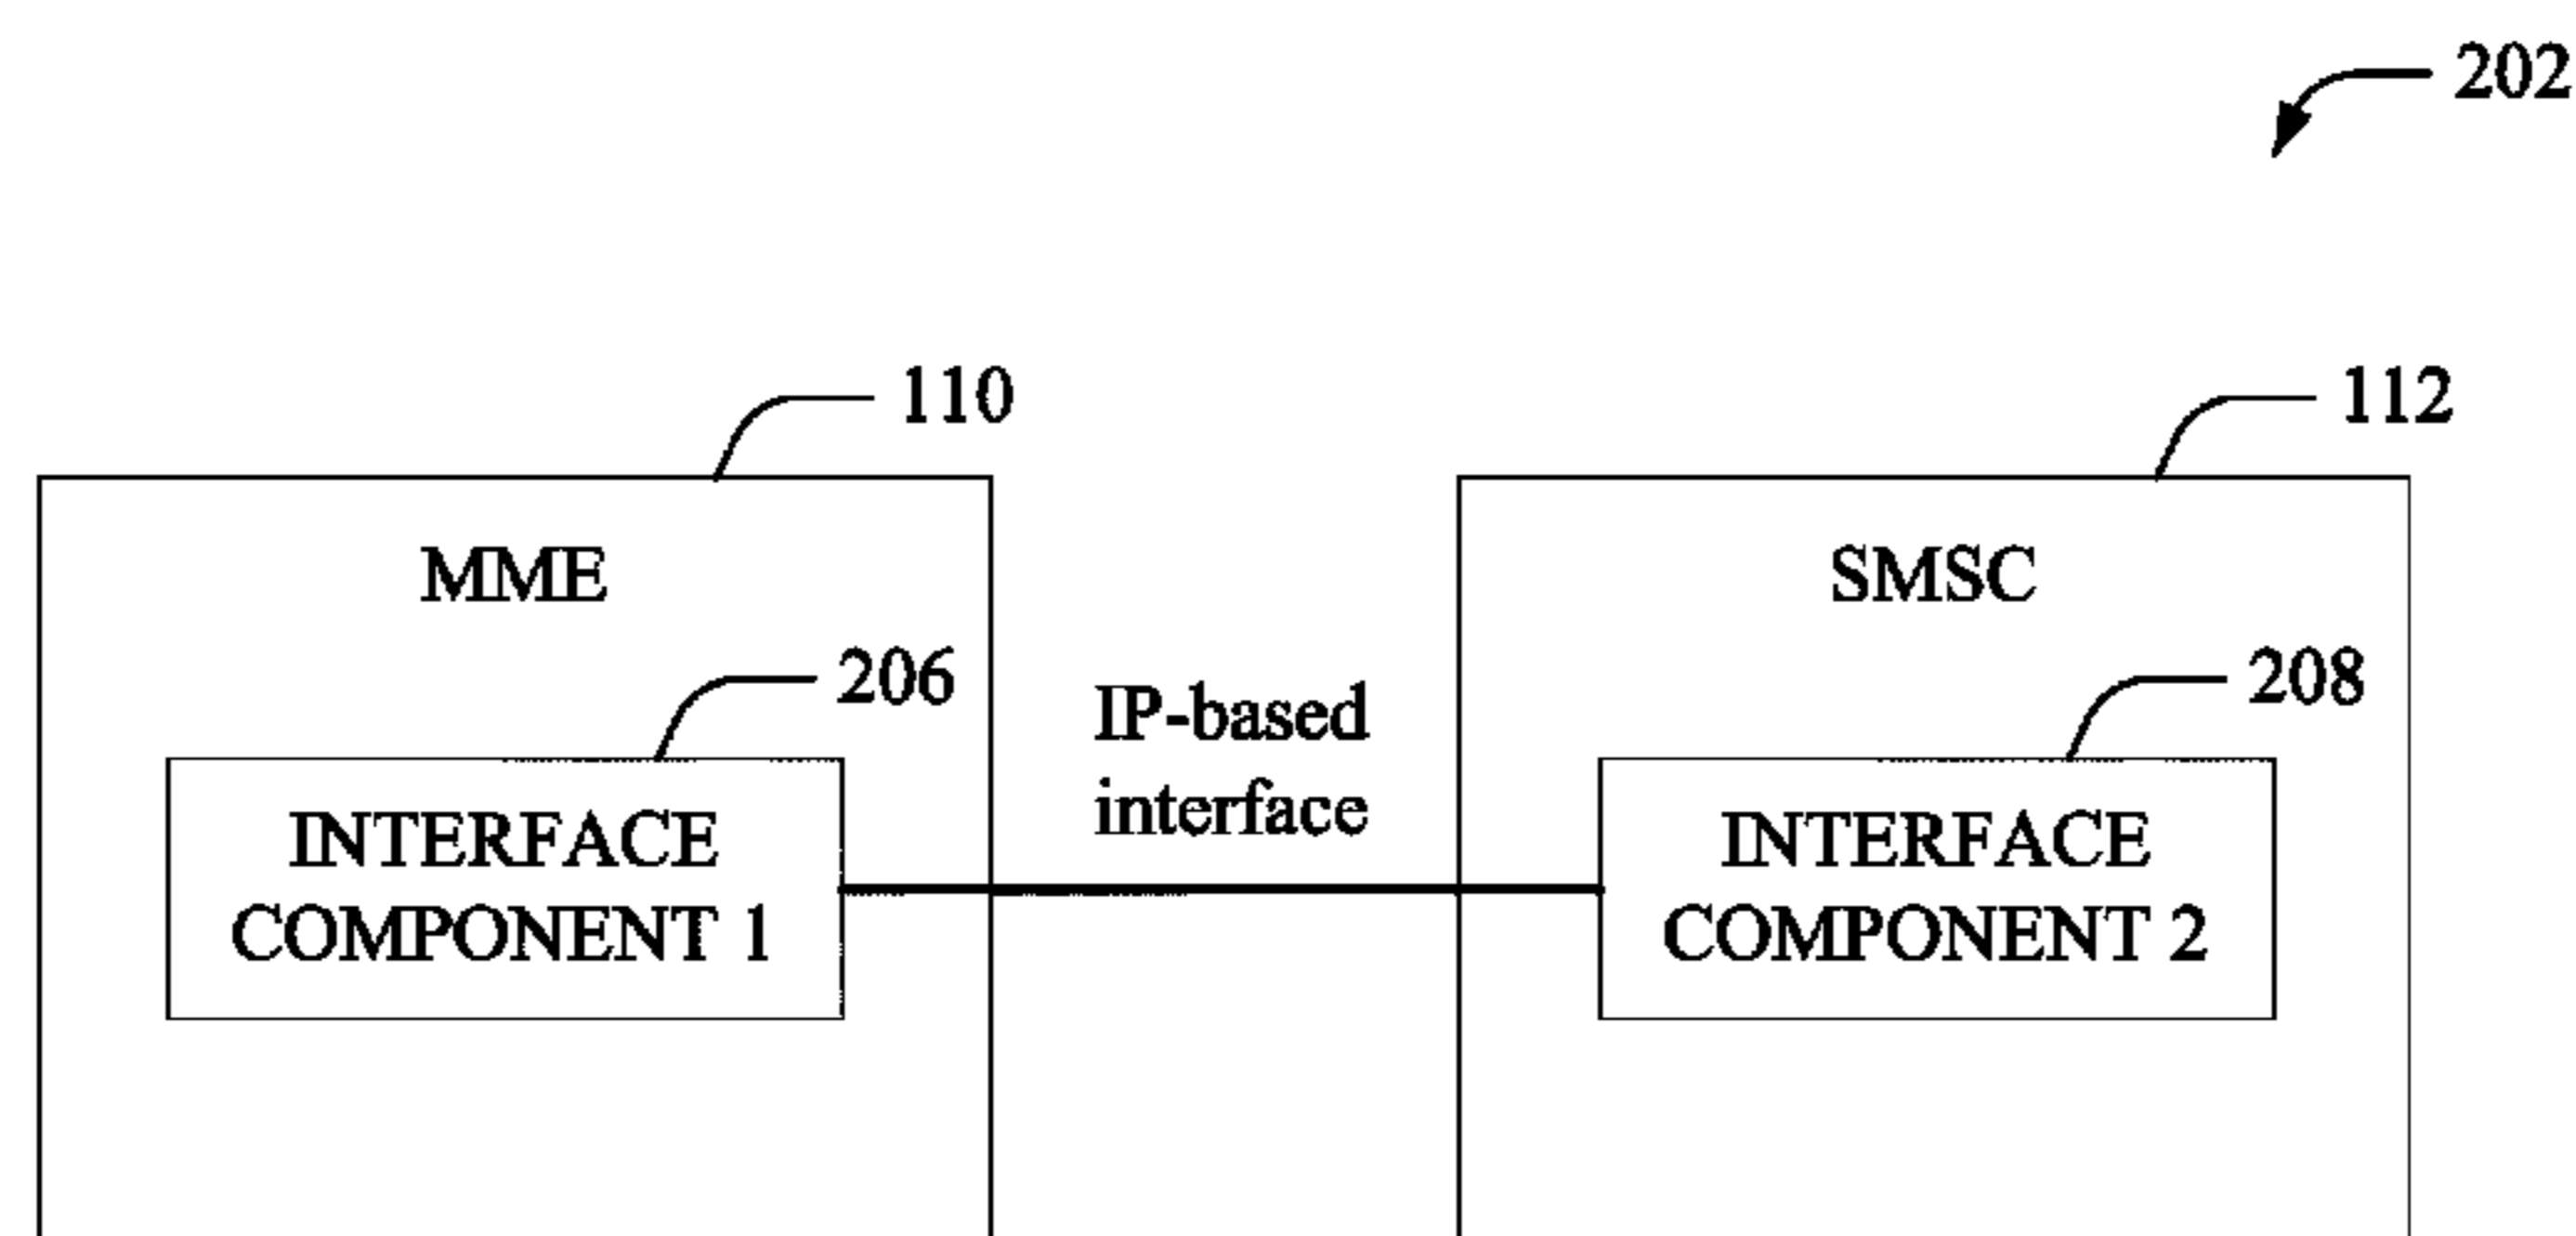 202
110
112
MME
SMSC
206
208
IP-based
interface
INTERFACE
COMPONENT 1
INTERFACE
COMPONENT 2